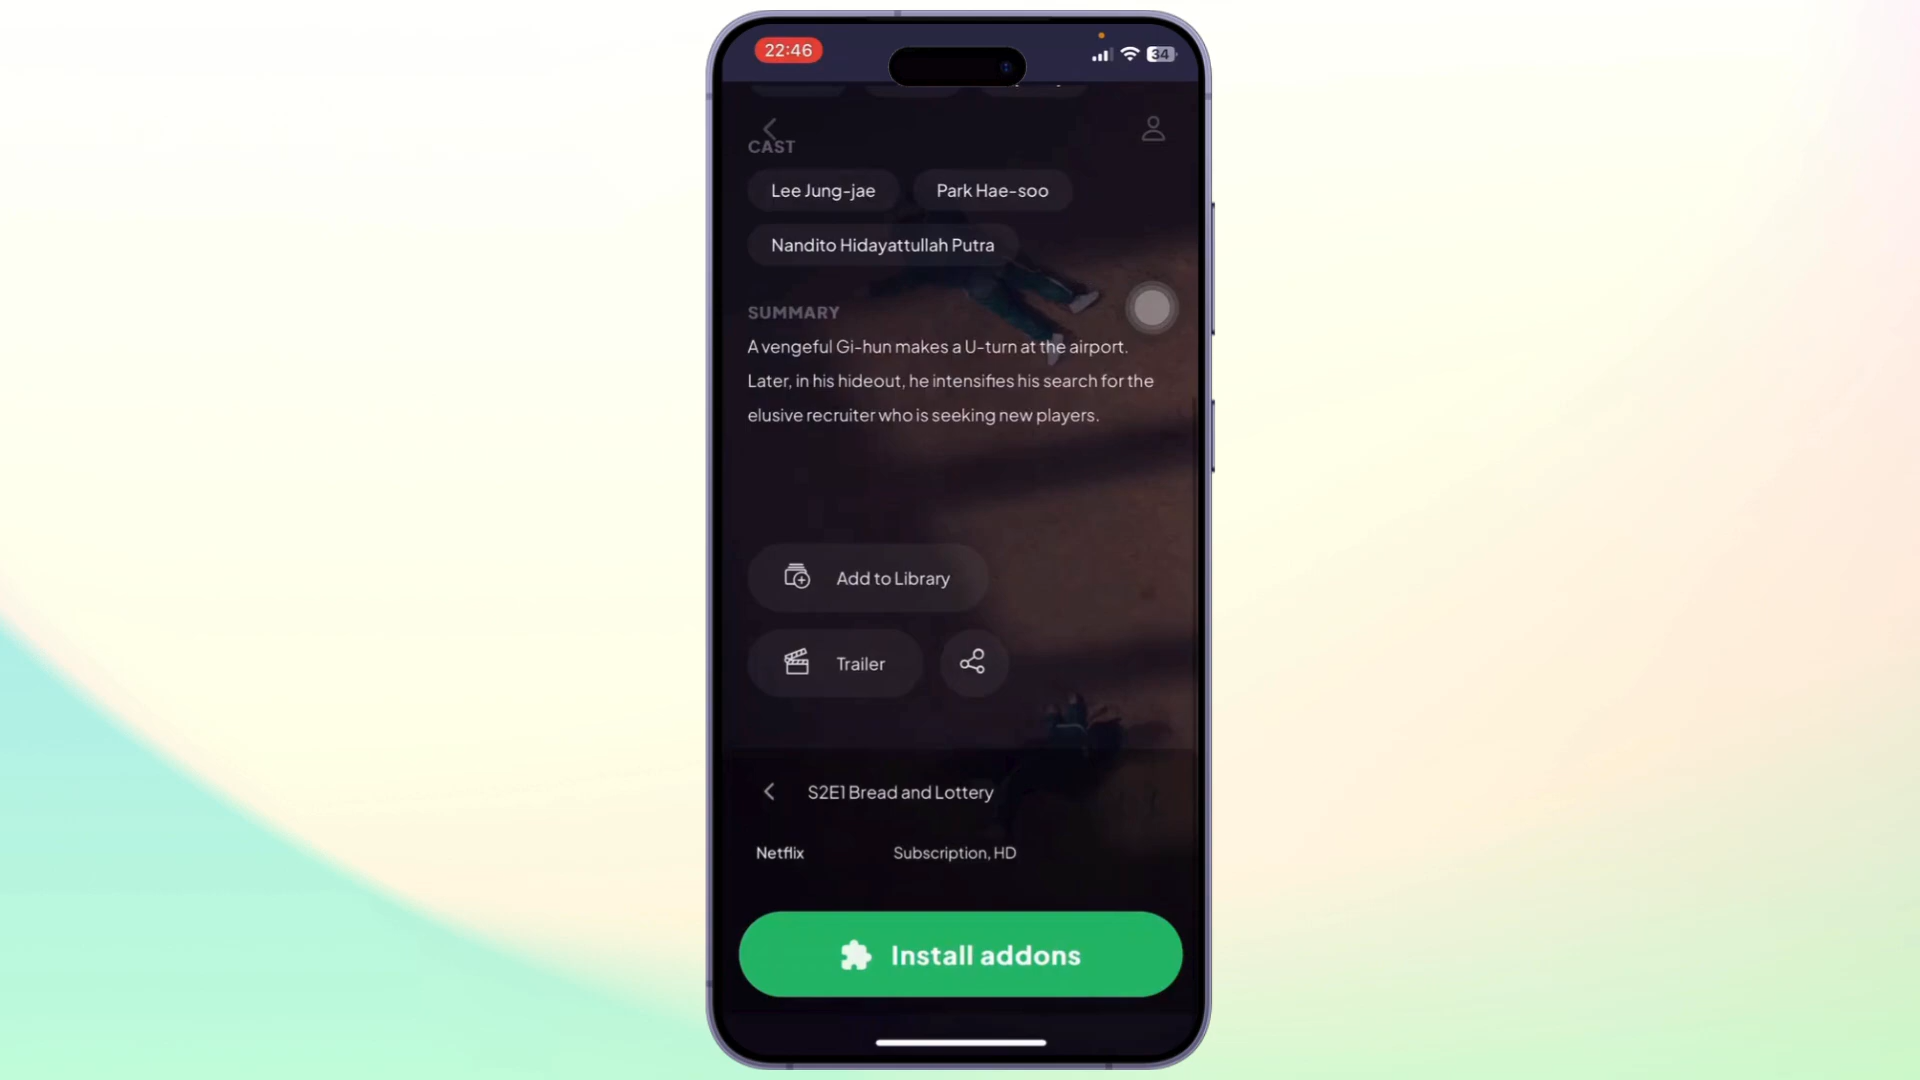 22:46
34
CAST
Lee Jung-jae
Park Hae-soo
Nandito Hidayattullah Putra
SUMMARY
A vengeful Gi-hun makes a U-turn at the airport.
Later, in his hideout, he intensifies his search for the
elusive recruiter who is seeking new players.
Add to Library
Trailer
S2E1 Bread and Lottery
Netflix
Subscription, HD
Install addons